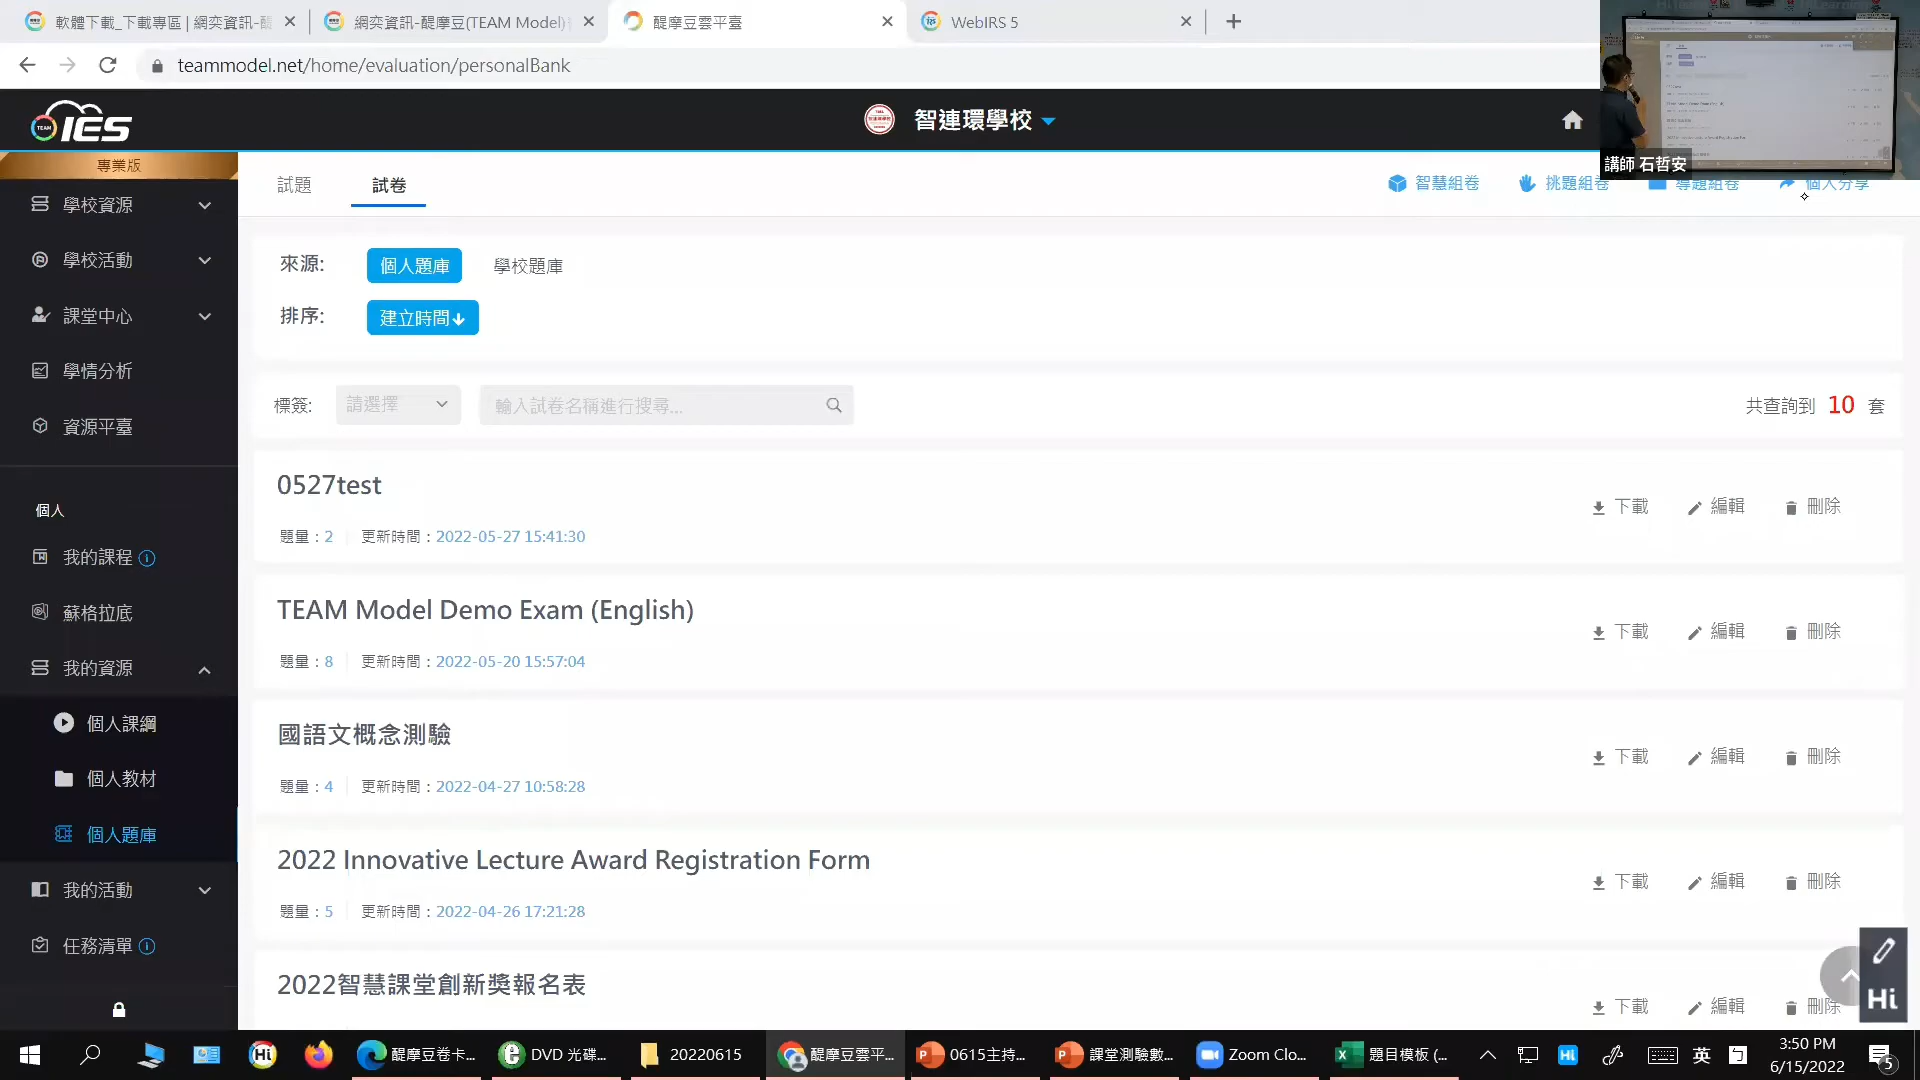 軟體下載_下載專區 | 網奕資訊-醍
網奕資訊-醍摩豆(TEAM Model)
醍摩豆雲平臺
WebIRS 5
teammodel.net/home/evaluation/personalBank
TEAM IES
智連環學校
講師 石哲安
專業版
學校資源
學校活動
課堂中心
學情分析
資源平臺
個人
我的課程
蘇格拉底
我的資源
個人課綱
個人教材
個人題庫
我的活動
任務清單
試題
試卷
智慧組卷
挑題組卷
導題組卷
個人分享
來源:
個人題庫
學校題庫
排序:
建立時間
標簽:
請選擇
輸入試卷名稱進行搜尋...
共查詢到 10 套
0527test
題量：2 更新時間：2022-05-27 15:41:30
下載 編輯 刪除
TEAM Model Demo Exam (English)
題量：8 更新時間：2022-05-20 15:57:04
下載 編輯 刪除
國語文概念測驗
題量：4 更新時間：2022-04-27 10:58:28
下載 編輯 刪除
2022 Innovative Lecture Award Registration Form
題量：5 更新時間：2022-04-26 17:21:28
下載 編輯 刪除
2022智慧課堂創新獎報名表
下載 編輯 刪除
Hi
醍摩豆卷卡...
DVD 光碟...
20220615
醍摩豆雲平...
0615主持...
課堂測驗數...
Zoom Clo...
題目模板 (...
英
3:50 PM
6/15/2022
5